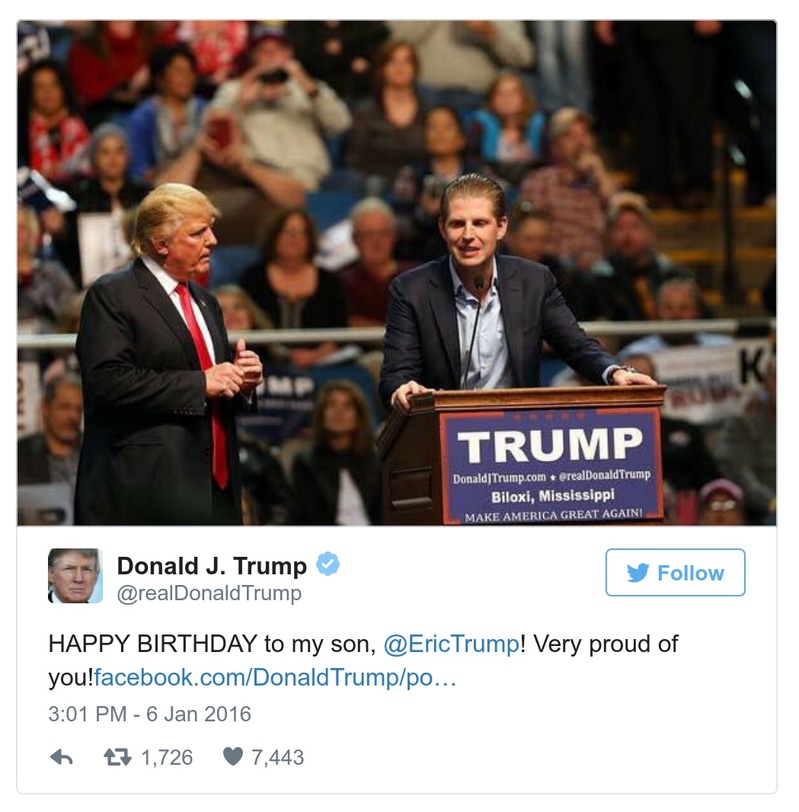 MP
K
TRUMP
DonaldJTrump.com ★ @realDonaldTrump
Biloxi, Mississippi
MAKE AMERICA GREAT AGAIN!
Donald J. Trump
@realDonaldTrump
Follow
HAPPY BIRTHDAY to my son, @EricTrump! Very proud of
you!facebook.com/DonaldTrump/po…
3:01 PM - 6 Jan 2016
1,726 7,443